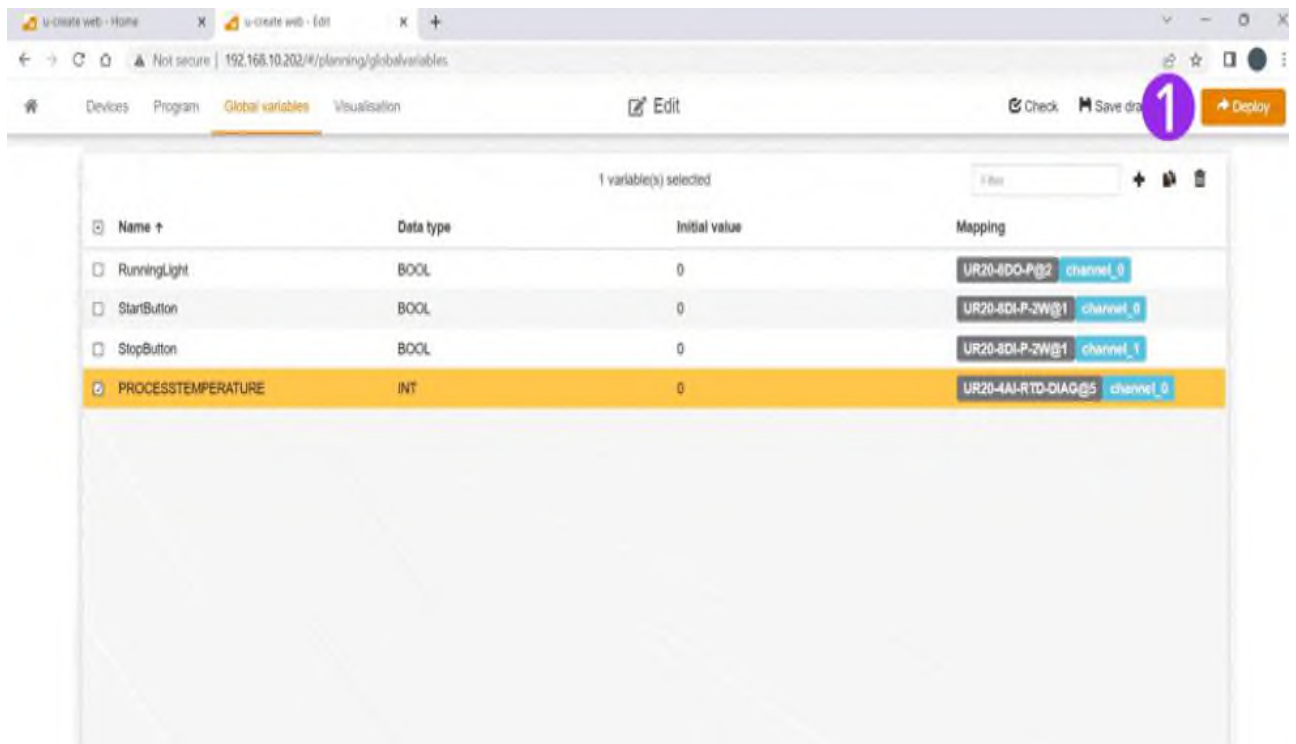 u-create web - Home
u-create web - Edit
Not secure | 192.168.10.202/#/planning/globalvariables
Devices Program Global variables Visualisation Edit Check Save dra 1 Deploy
1 variable(s) selected Filter
Name ↑ Data type Initial value Mapping
RunningLight BOOL 0 UR20-8DO-P@2 channel_0
StartButton BOOL 0 UR20-8DI-P-2W@1 channel_0
StopButton BOOL 0 UR20-8DI-P-2W@1 channel_1
PROCESSTEMPERATURE INT 0 UR20-4AI-RTD-DIAG@5 channel_0